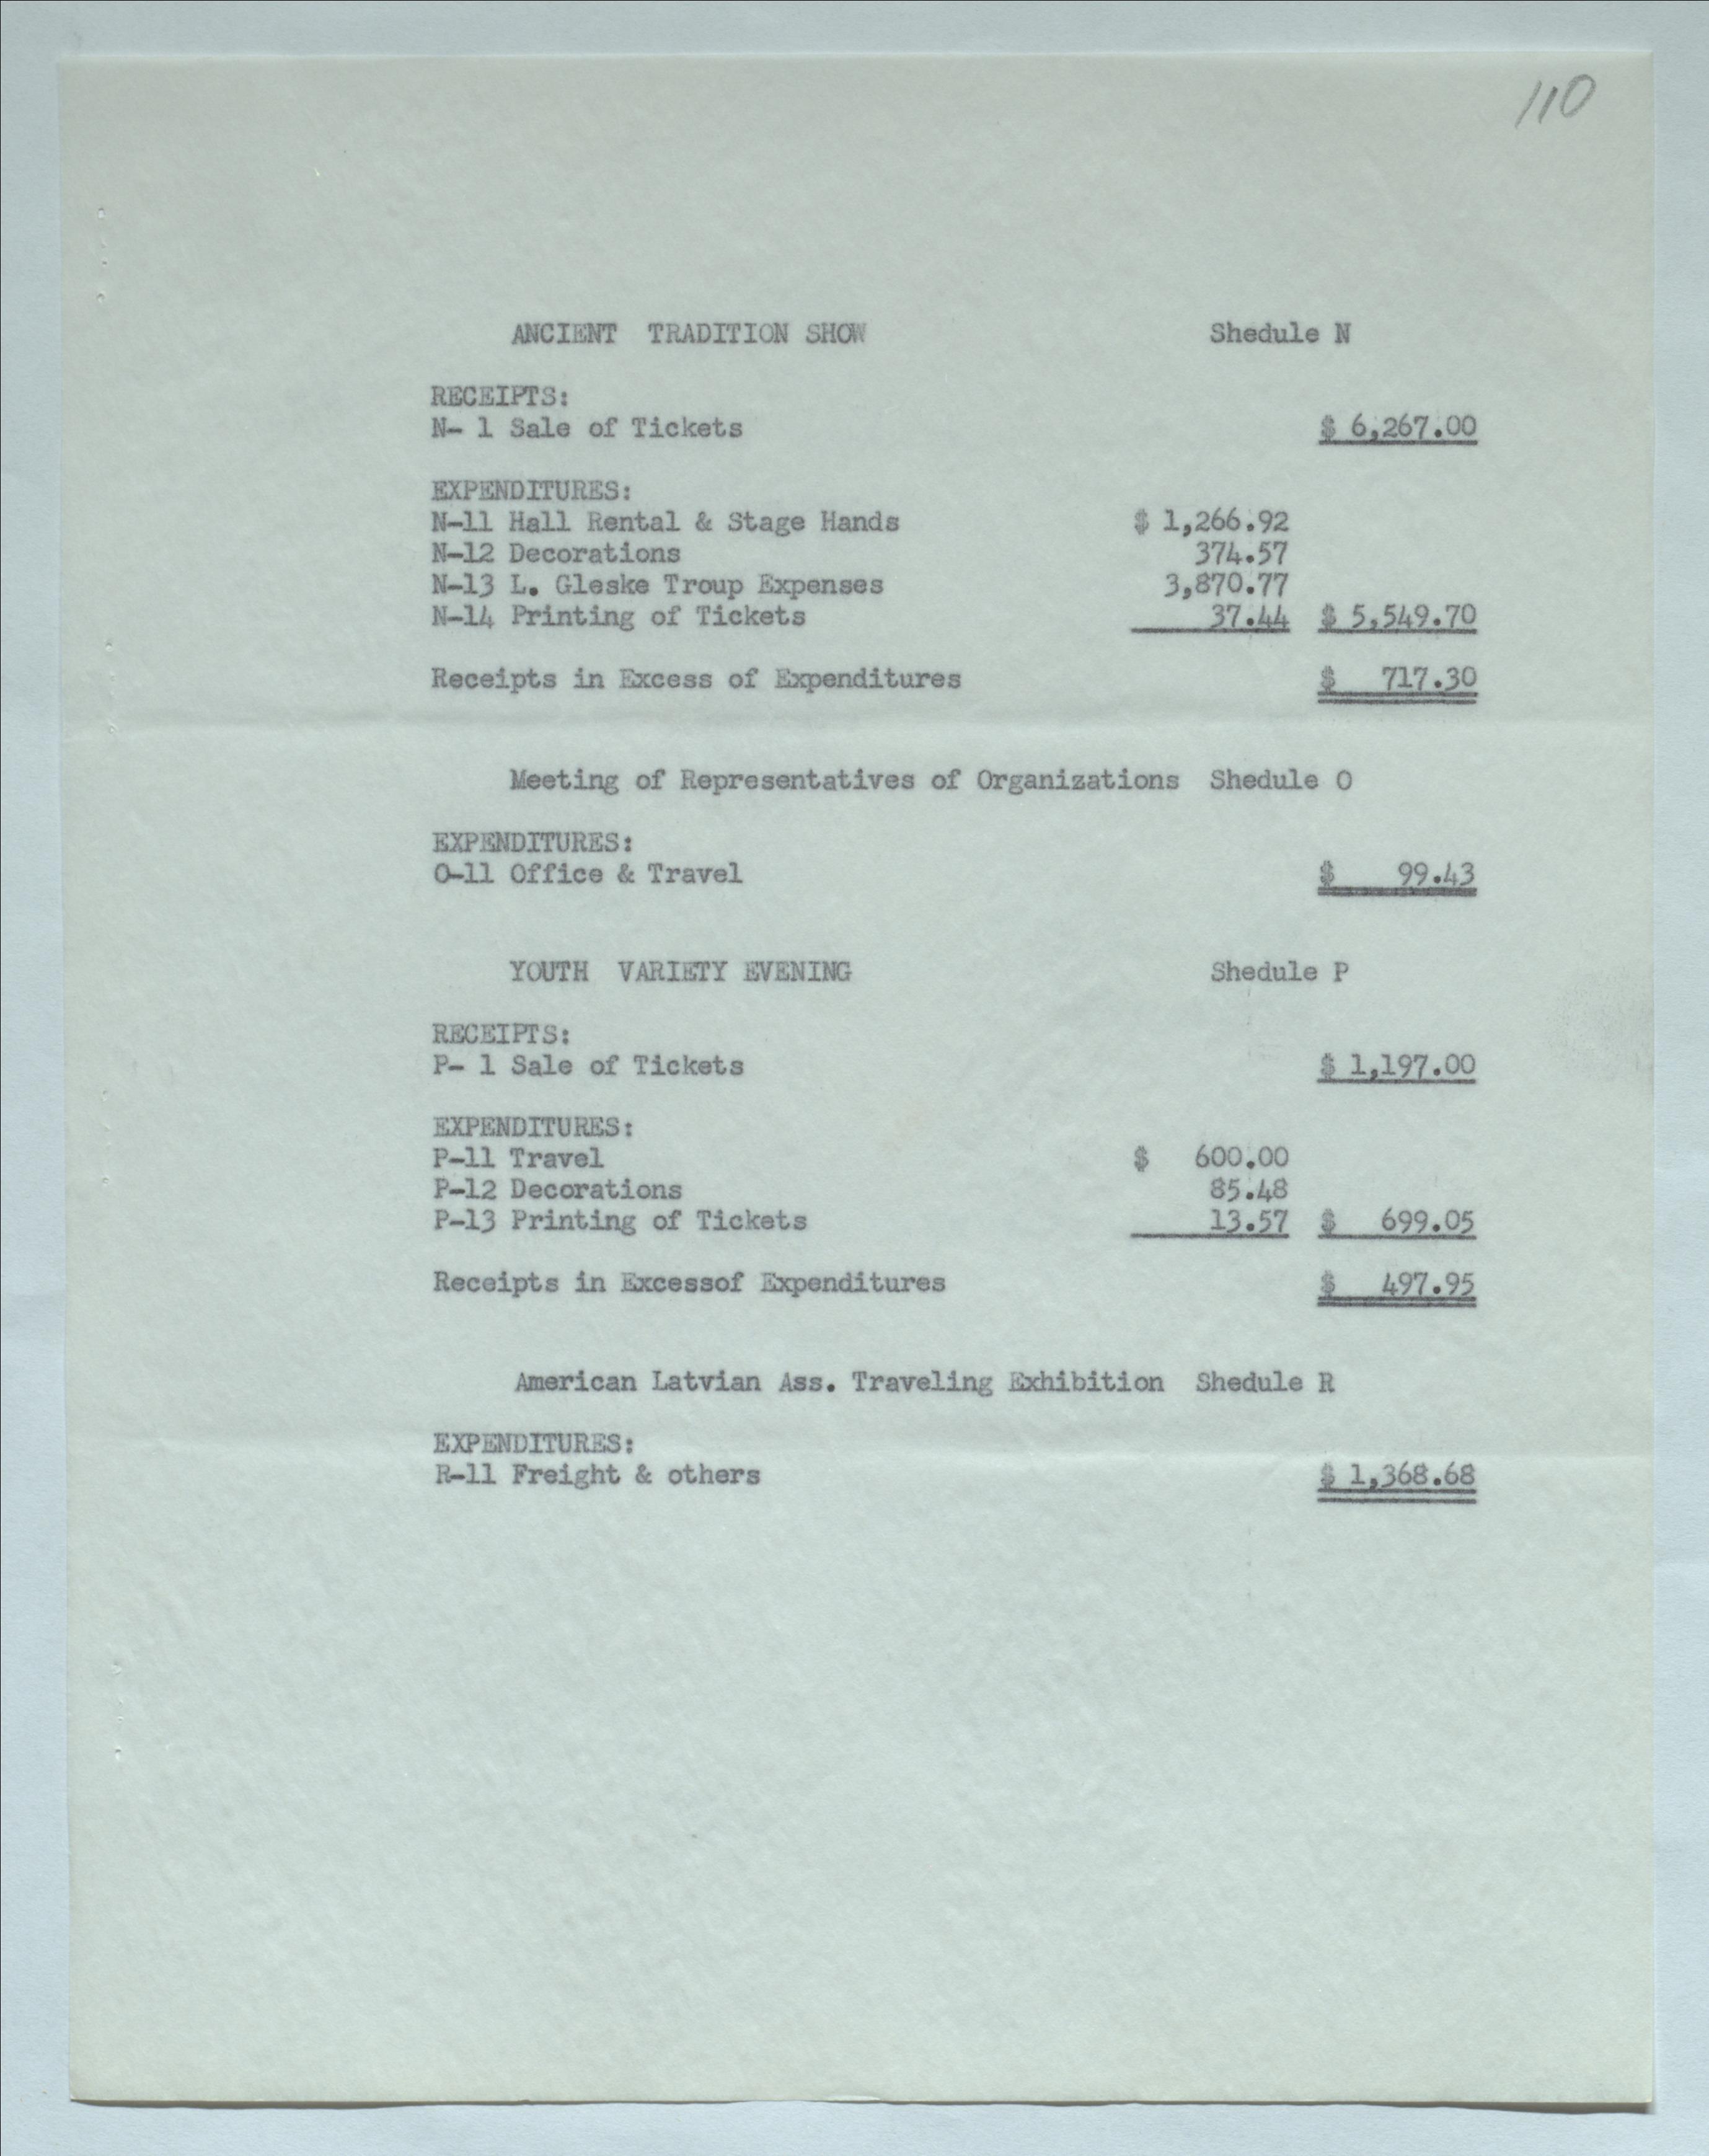 110
ANCIENT TRADITION SHOW Shedule N
RECEIPTS:
N- 1 Sale of Tickets $ 6,267.00
EXPENDITURES:
N-11 Hall Rental & Stage Hands $ 1,266.92
N-12 Decorations 374.57
N-13 L. Gleske Troup Expenses 3,870.77
N-14 Printing of Tickets 37.44 $ 5,549.70
Receipts in Excess of Expenditures $ 717.30
Meeting of Representatives of Organizations Shedule O
EXPENDITURES:
O-11 Office & Travel $ 99.43
YOUTH VARIETY EVENING Shedule P
RECEIPTS:
P- 1 Sale of Tickets $ 1,197.00
EXPENDITURES:
P-11 Travel $ 600.00
P-12 Decorations 85.48
P-13 Printing of Tickets 13.57 $ 699.05
Receipts in Excessof Expenditures $ 497.95
American Latvian Ass. Traveling Exhibition Shedule R
EXPENDITURES:
R-11 Freight & others $ 1,368.68